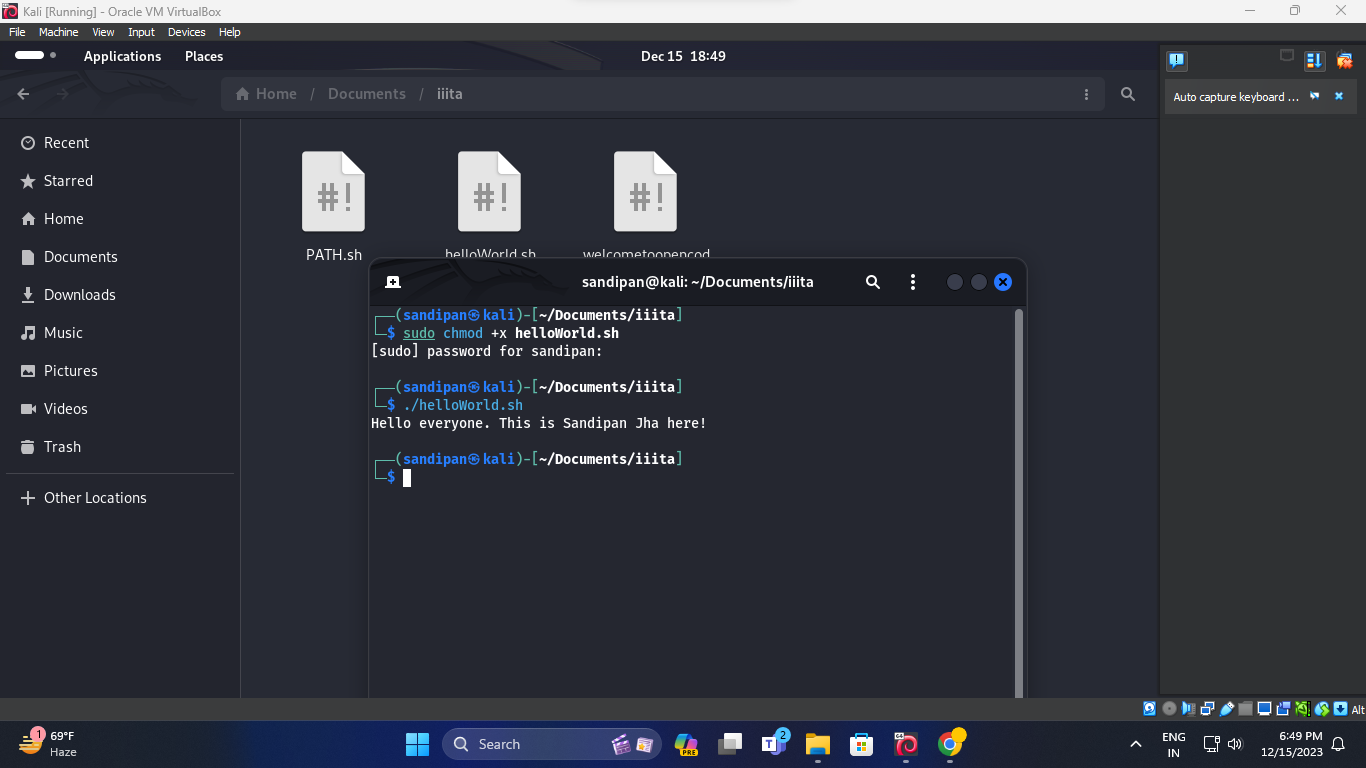 Kali [Running] - Oracle VM VirtualBox
File Machine View Input Devices Help
Applications Places Dec 15 18:49
Home / Documents / iiita
Auto capture keyboard ...
Recent
Starred
Home
Documents
Downloads
Music
Pictures
Videos
Trash
Other Locations
#! #! #!
PATH.sh helloWorld.sh welcometoopencod
sandipan@kali: ~/Documents/iiita
┌──(sandipan㉿kali)-[~/Documents/iiita]
└─$ sudo chmod +x helloWorld.sh
[sudo] password for sandipan:
┌──(sandipan㉿kali)-[~/Documents/iiita]
└─$ ./helloWorld.sh
Hello everyone. This is Sandipan Jha here!
┌──(sandipan㉿kali)-[~/Documents/iiita]
└─$
Alt
1
69°F
Haze
Search
PRE
T
2
64
ENG
IN
6:49 PM
12/15/2023